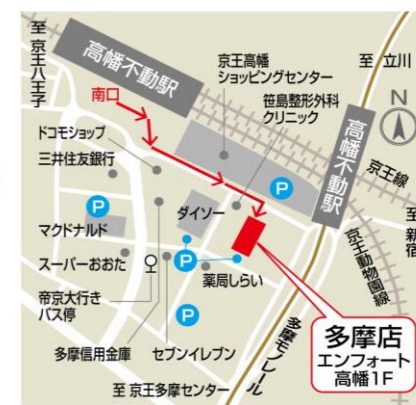 至 京王八王子
高幡不動駅
京王高幡
ショッピングセンター
至 立川
南口
笹島整形外科
クリニック
N
ドコモショップ
三井住友銀行
高幡不動駅
京王線
至 新宿
P
P
ダイソー
マクドナルド
京王動物園線
スーパーおおた
P
薬局しらい
帝京大行き
バス停
P
多摩モノレール
多摩店
エンフォート
高幡1F
多摩信用金庫
セブンイレブン
至 京王多摩センター